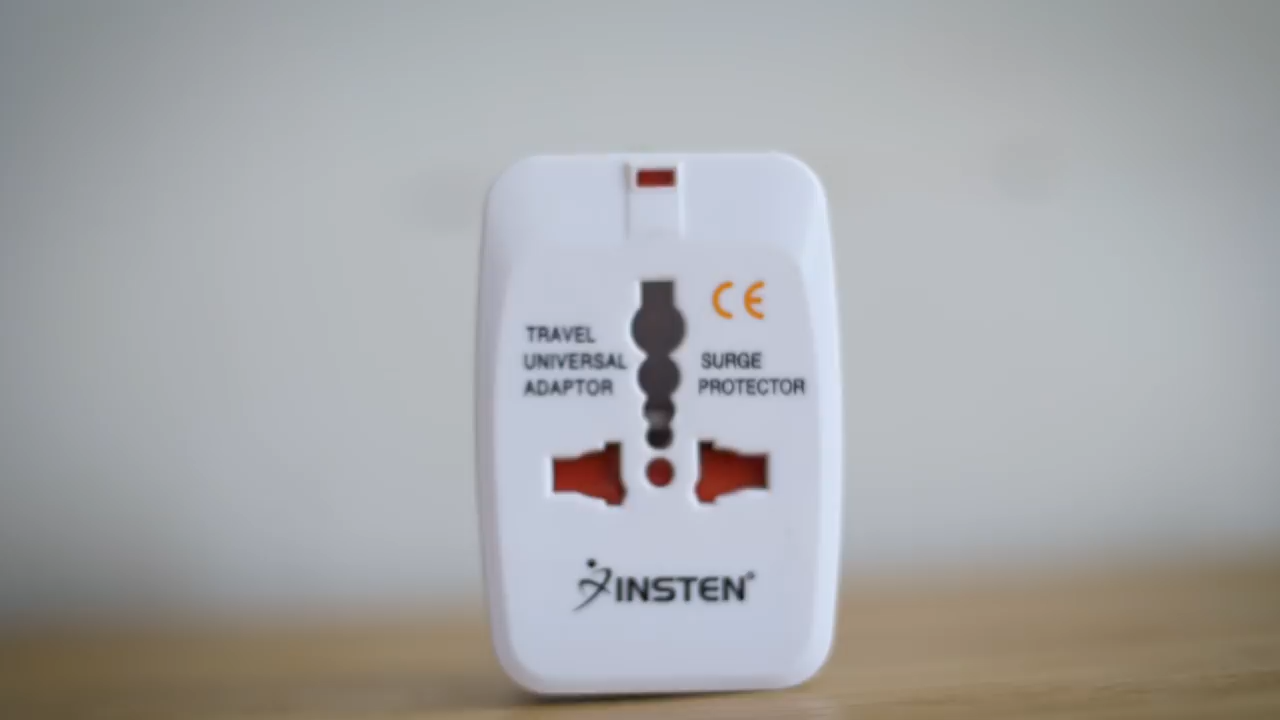 CE
TRAVEL
UNIVERSAL
ADAPTOR
SURGE
PROTECTOR
INSTEN